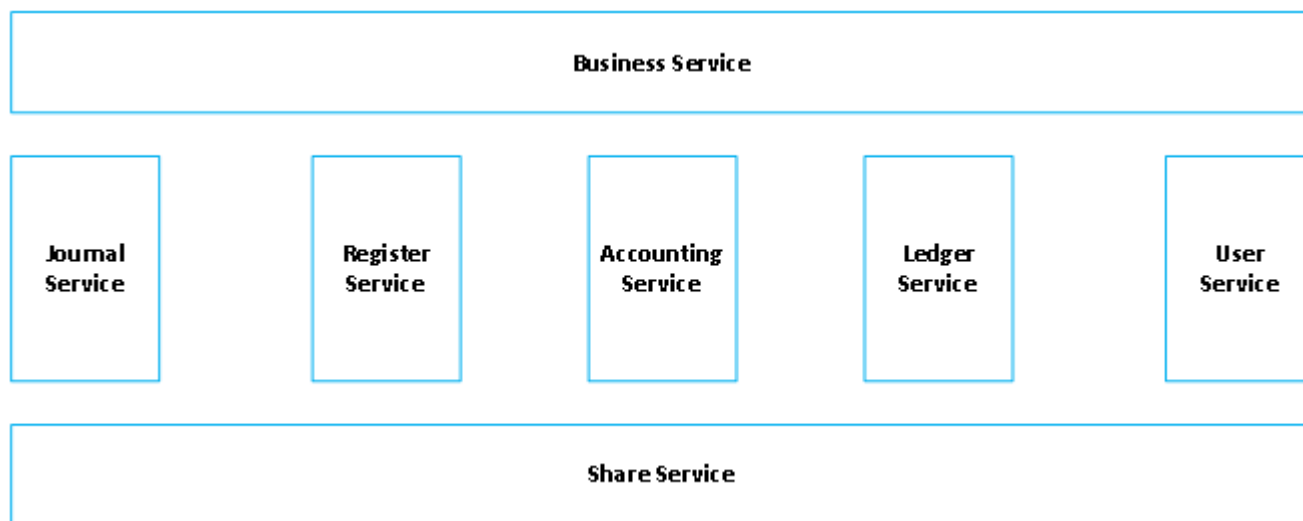 Business Service
Journal
Service
Register
Service
Accounting
Service
Ledger
Service
User
Service
Share Service